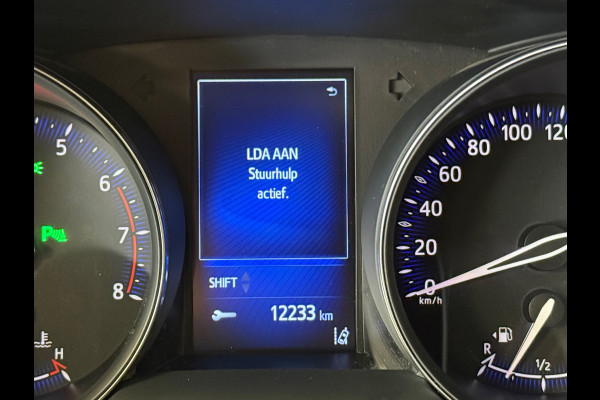 LDA AAN
Stuurhulp
actief.
SHIFT
12233 km
5
6
7
8
H
P
0
20
40
60
80
100
120
km/h
R
1/2